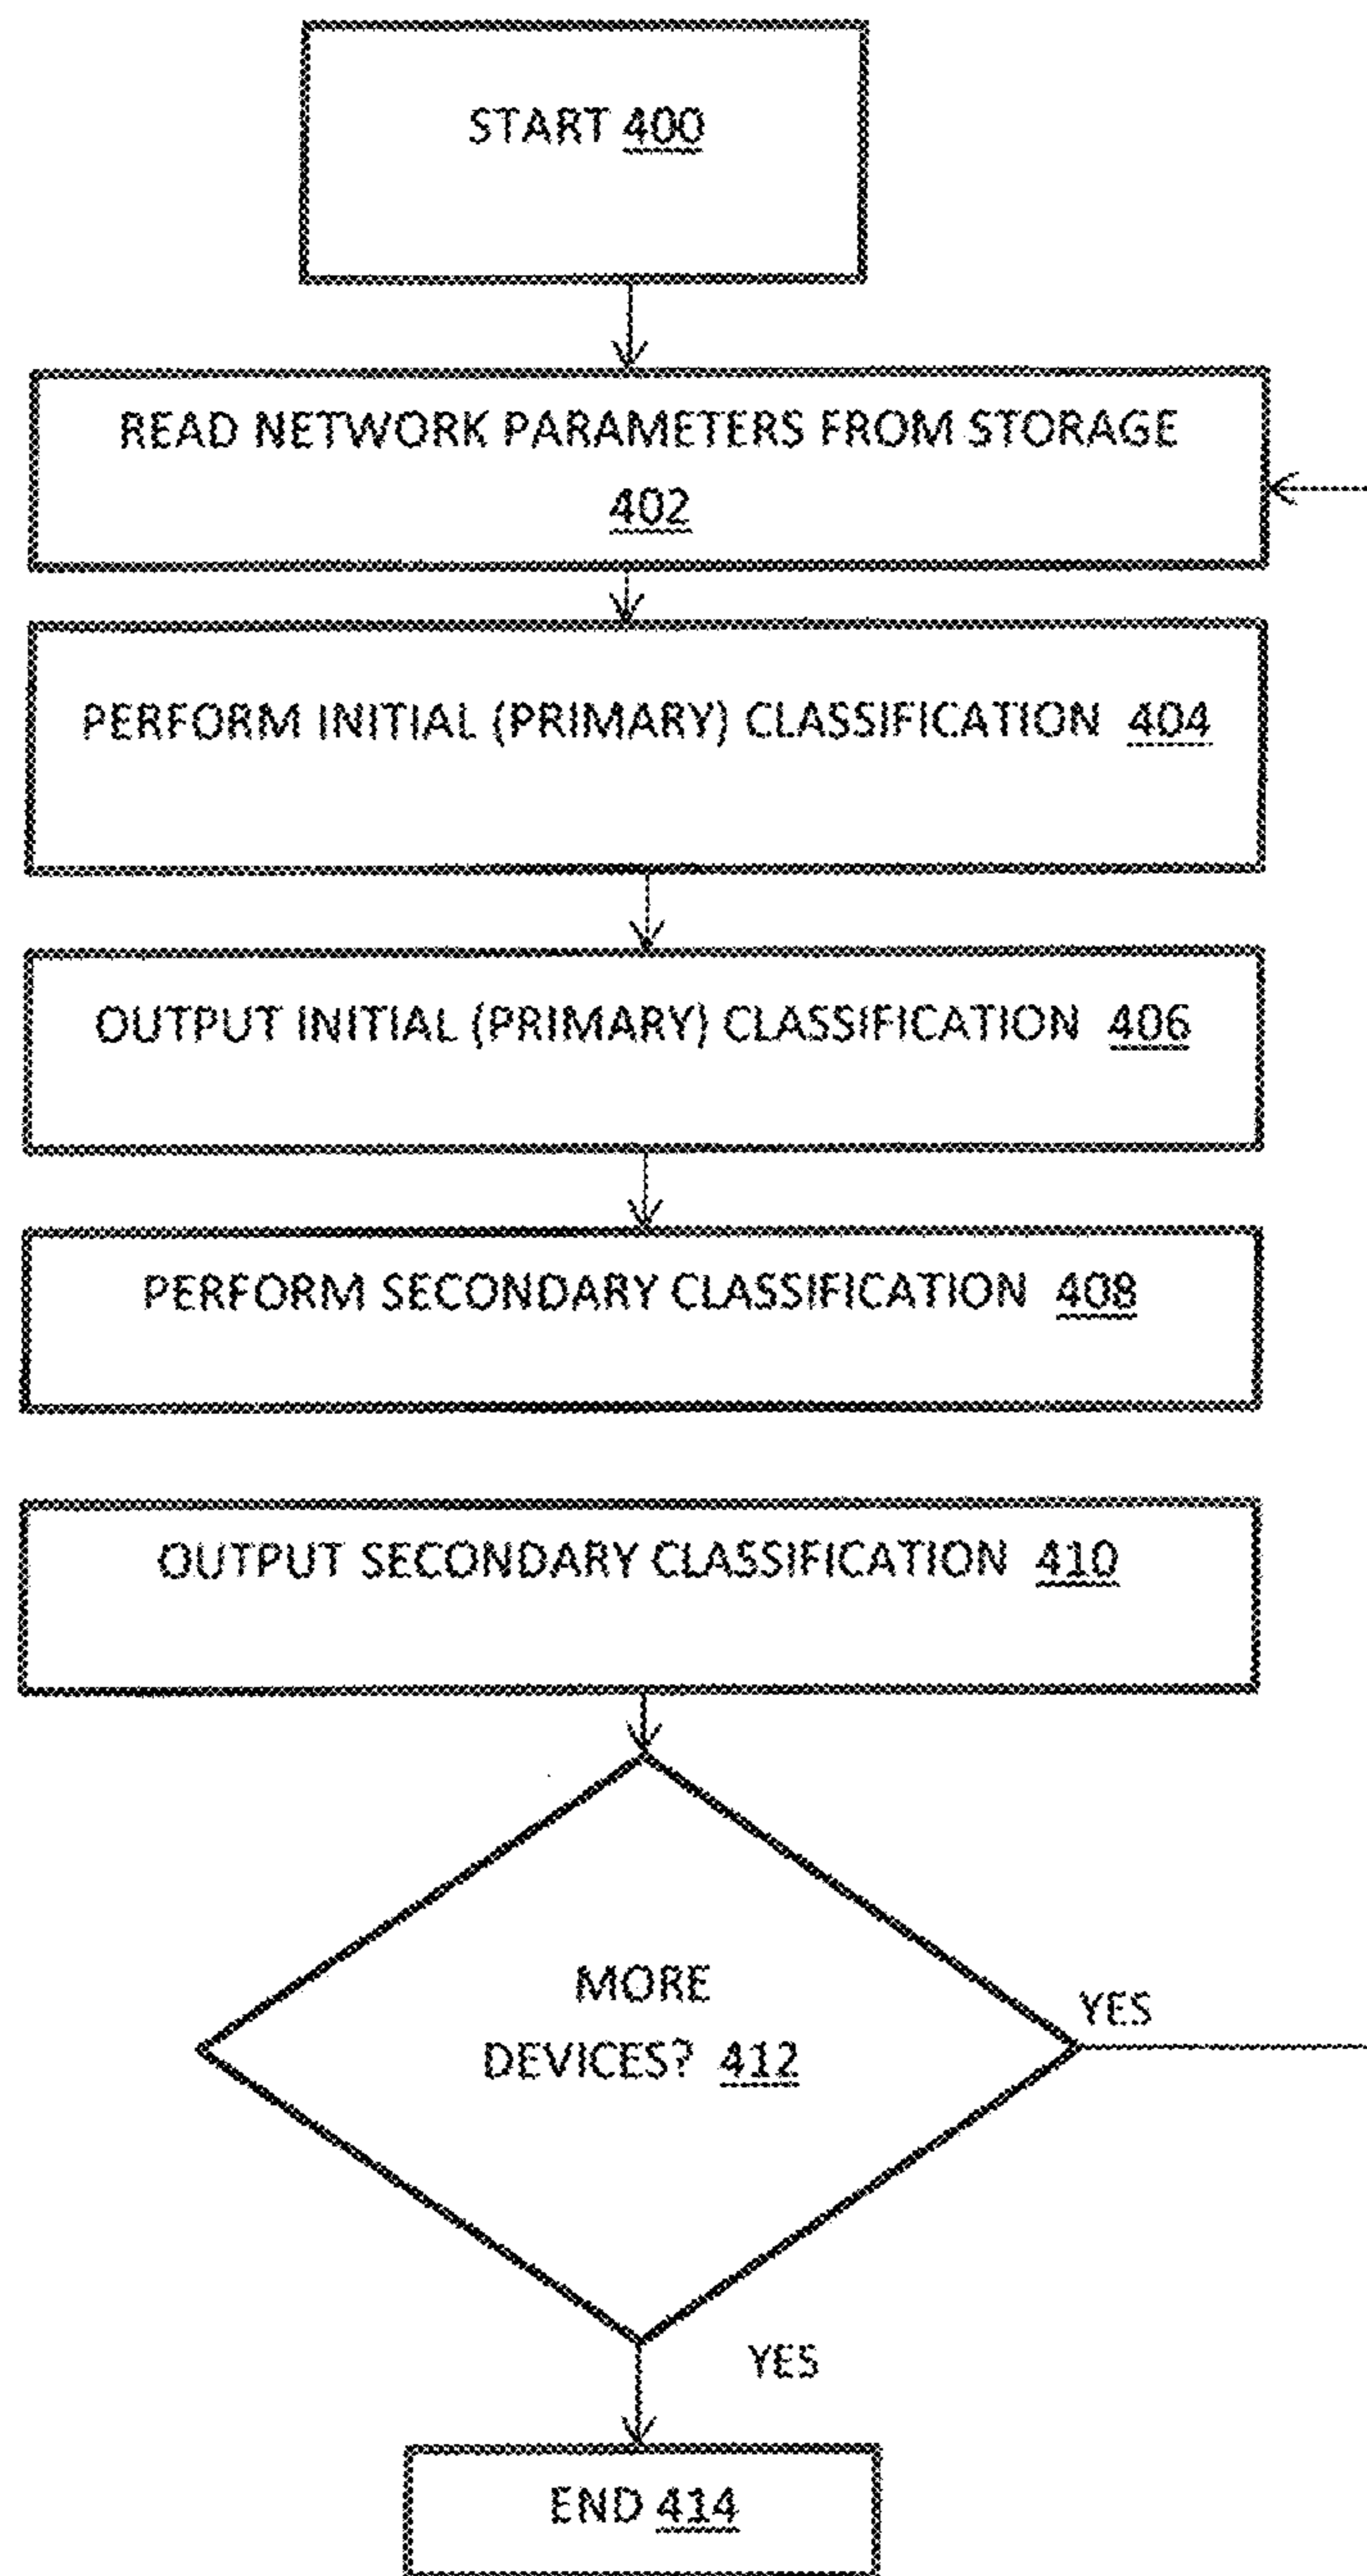 START 400
READ NETWORK PARAMETERS FROM STORAGE
402
PERFORM INITIAL (PRIMARY) CLASSIFICATION 404
OUTPUT INITIAL (PRIMARY) CLASSIFICATION 406
PERFORM SECONDARY CLASSIFICATION 408
OUTPUT SECONDARY CLASSIFICATION 410
MORE
DEVICES? 412
YES
YES
END 414